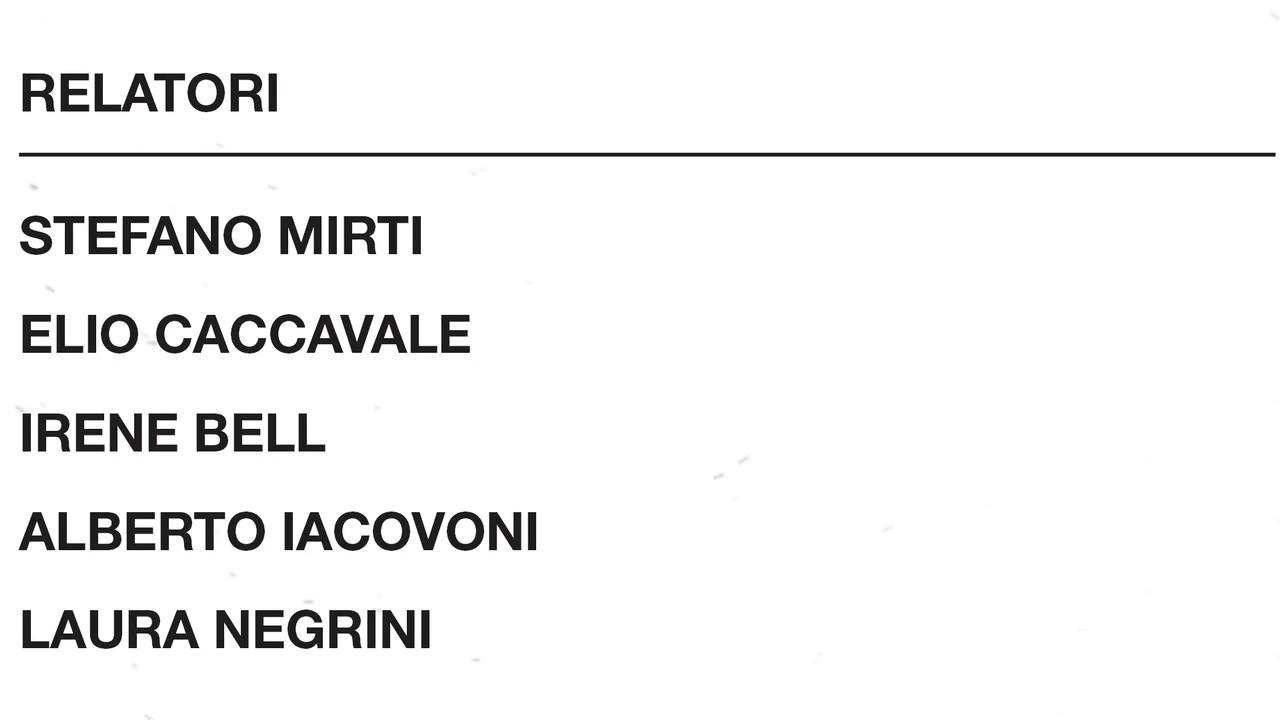 RELATORI
STEFANO MIRTI
ELIO CACCAVALE
IRENE BELL
ALBERTO IACOVONI
LAURA NEGRINI